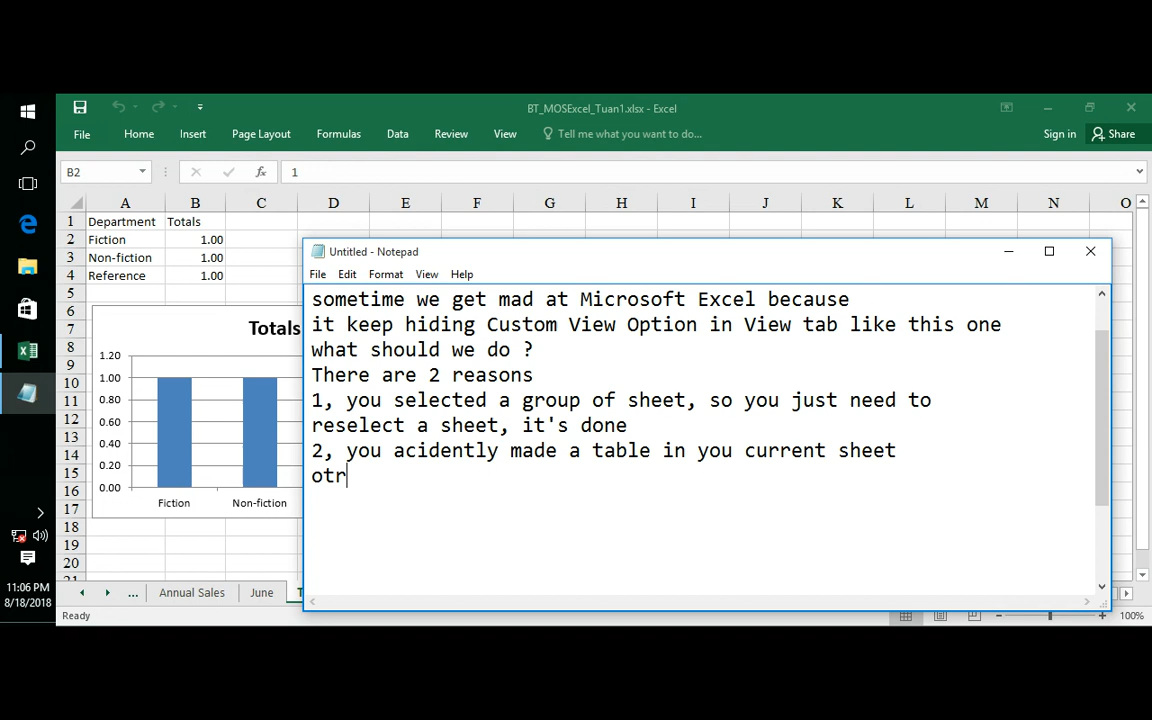 BT_MOSExcel_Tuan1.xlsx - Excel
File Home Insert Page Layout Formulas Data Review View Tell me what you want to do... Sign in Share
B2 fx 1
A B C D E F G H I J K L M N O
1 Department Totals
2 Fiction 1.00
3 Non-fiction 1.00
4 Reference 1.00
5
6
7
8
9
10
11
12
13
14
15
16
17
18
19
20
21
Totals
1.20
1.00
0.80
0.60
0.40
0.20
0.00
Fiction Non-fiction
Untitled - Notepad
File Edit Format View Help
sometime we get mad at Microsoft Excel because
it keep hiding Custom View Option in View tab like this one
what should we do ?
There are 2 reasons
1, you selected a group of sheet, so you just need to
reselect a sheet, it's done
2, you acidently made a table in you current sheet
otr
... Annual Sales June T
Ready 100%
11:06 PM
8/18/2018